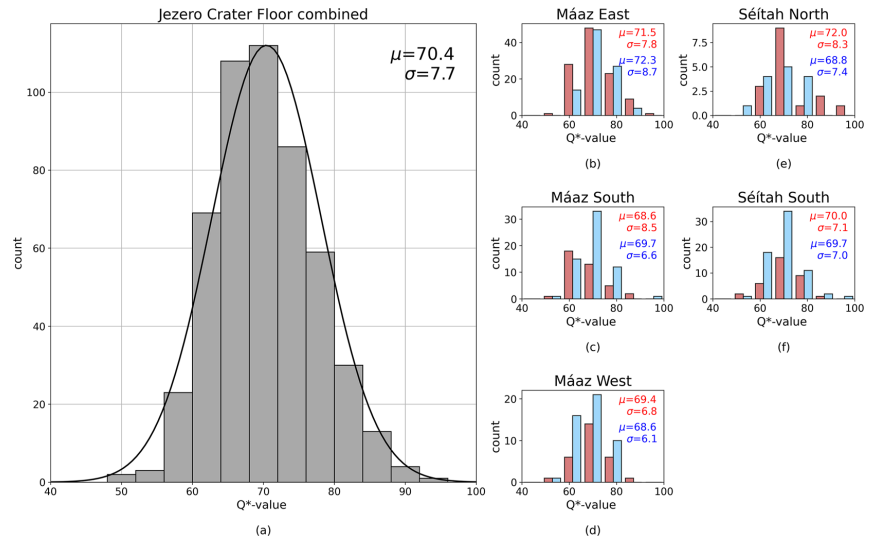 Jezero Crater Floor combined
μ=70.4
σ=7.7
count
100
80
60
40
20
0
40 50 60 70 80 90 100
Q*-value
(a)
Máaz East
μ=71.5
σ=7.8
μ=72.3
σ=8.7
count
40
20
0
40 60 80 100
Q*-value
(b)
Séítah North
μ=72.0
σ=8.3
μ=68.8
σ=7.4
count
7.5
5.0
2.5
0.0
40 60 80 100
Q*-value
(e)
Máaz South
μ=68.6
σ=8.5
μ=69.7
σ=6.6
count
30
20
10
0
40 60 80 100
Q*-value
(c)
Séítah South
μ=70.0
σ=7.1
μ=69.7
σ=7.0
count
30
20
10
0
40 60 80 100
Q*-value
(f)
Máaz West
μ=69.4
σ=6.8
μ=68.6
σ=6.1
count
20
10
0
40 60 80 100
Q*-value
(d)